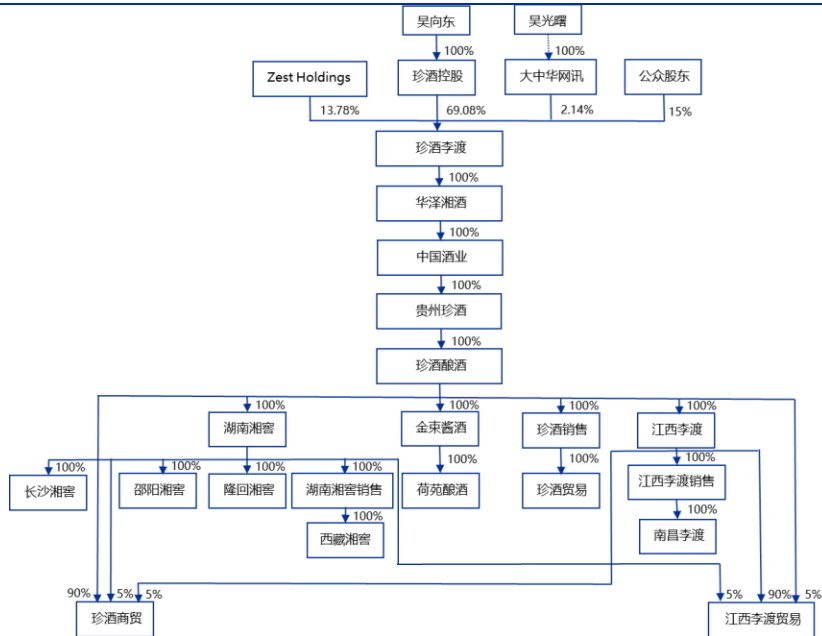 吴向东
吴光曙
100%
100%
Zest Holdings
珍酒控股
大中华网讯
公众股东
13.78%
69.08%
2.14%
15%
珍酒李渡
100%
华泽湘酒
100%
中国酒业
100%
贵州珍酒
100%
珍酒酿酒
100%
100%
100%
100%
湖南湘窖
金東酱酒
珍酒销售
江西李渡
100%
100%
100%
100%
100%
100%
100%
长沙湘窖
邵阳湘窖
隆回湘窖
湖南湘窖销售
荷苑酿酒
珍酒贸易
江西李渡销售
100%
100%
西藏湘窖
南昌李渡
90%
5%
5%
5%
90%
5%
珍酒商贸
江西李渡贸易